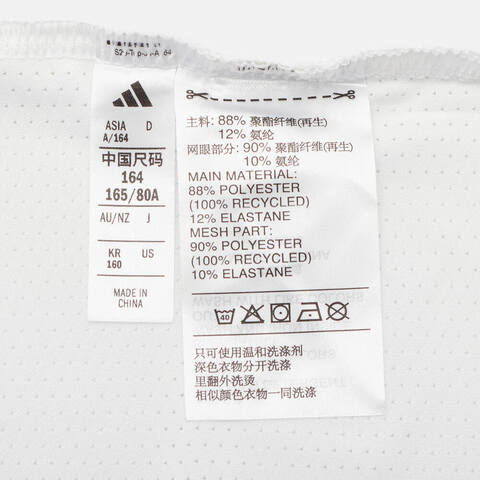 ASIA D
A/164
中国尺码
164
165/80A
AU/NZ J
KR US
160
MADE IN
CHINA
主料: 88% 聚酯纤维(再生)
12% 氨纶
网眼部分: 90% 聚酯纤维(再生)
10% 氨纶
MAIN MATERIAL:
88% POLYESTER
(100% RECYCLED)
12% ELASTANE
MESH PART:
90% POLYESTER
(100% RECYCLED)
10% ELASTANE
40
只可使用温和洗涤剂
深色衣物分开洗涤
里翻外洗烫
相似颜色衣物一同洗涤